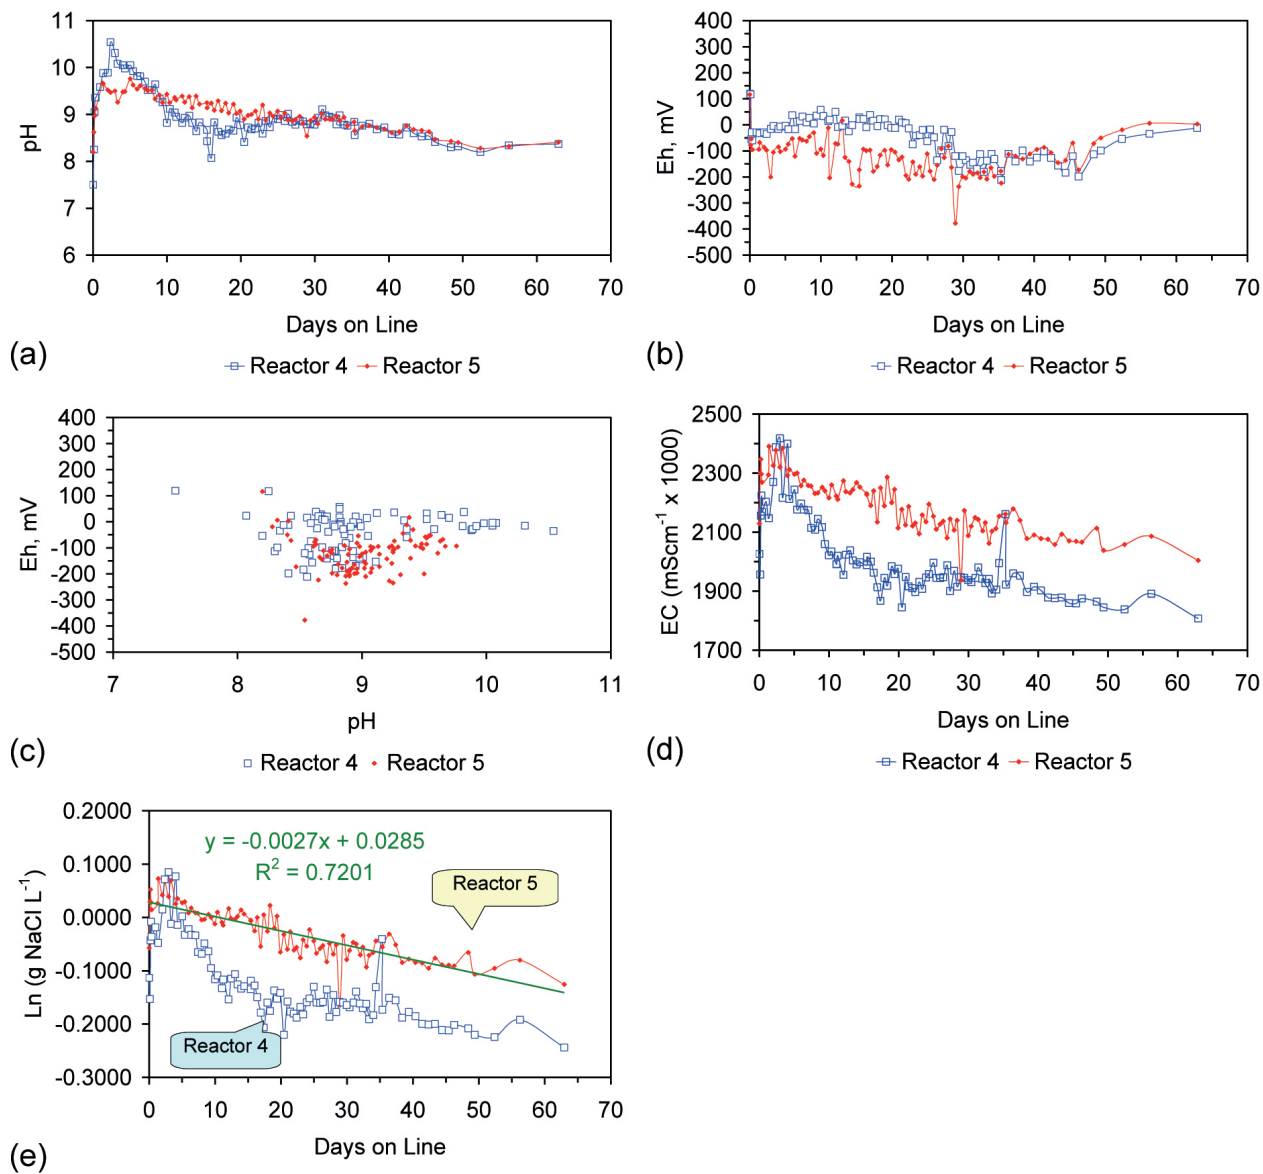 11
10
9
8
7
6
pH
0 10 20 30 40 50 60 70
Days on Line
(a)
Reactor 4 Reactor 5
400
300
200
100
0
-100
-200
-300
-400
-500
Eh, mV
0 10 20 30 40 50 60 70
Days on Line
(b)
Reactor 4 Reactor 5
400
300
200
100
0
-100
-200
-300
-400
-500
Eh, mV
7 8 9 10 11
pH
(c)
Reactor 4 Reactor 5
2500
2300
2100
1900
1700
EC (mScm⁻¹ x 1000)
0 10 20 30 40 50 60 70
Days on Line
(d)
Reactor 4 Reactor 5
0.2000
0.1000
0.0000
-0.1000
-0.2000
-0.3000
Ln (g NaCl L⁻¹)
y = -0.0027x + 0.0285
R² = 0.7201
Reactor 5
Reactor 4
0 10 20 30 40 50 60 70
Days on Line
(e)